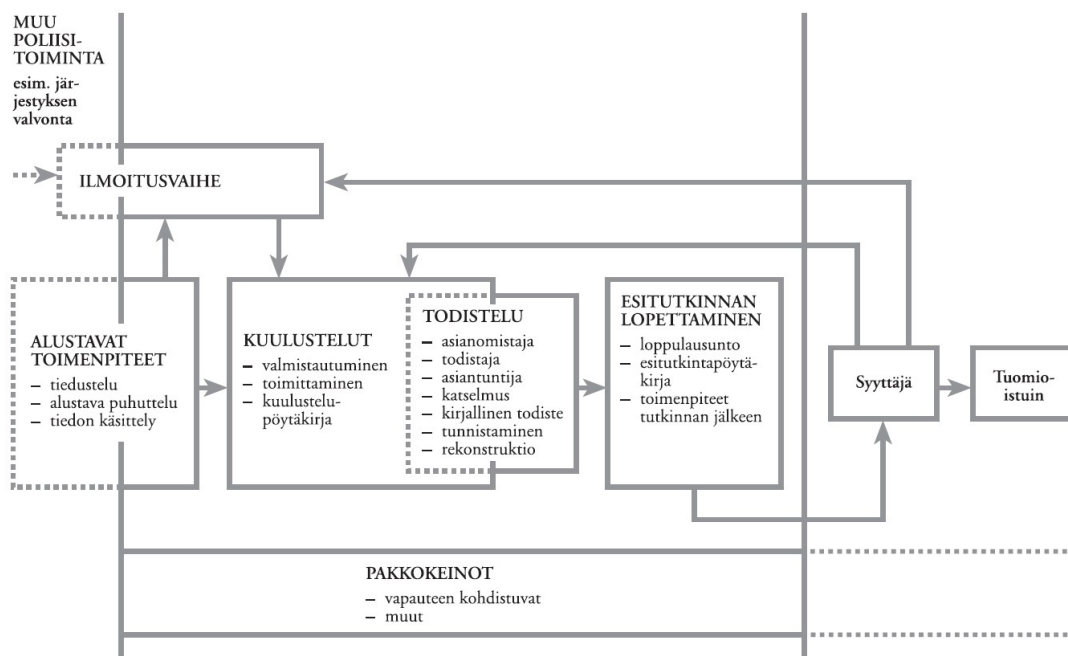 MUU
POLIISI-
TOIMINTA
esim. jär-
jestyksen
valvonta
ILMOITUSVAIHE
ALUSTAVAT
TOIMENPITEET
– tiedustelu
– alustava puhuttelu
– tiedon käsittely
KUULUSTELUT
– valmistautuminen
– toimittaminen
– kuulustelu-
pöytäkirja
TODISTELU
– asianomistaja
– todistaja
– asiantuntija
– katselmus
– kirjallinen todiste
– tunnistaminen
– rekonstruktio
ESITUTKINNAN
LOPETTAMINEN
– loppulausunto
– esitutkintapöytä-
kirja
– toimenpiteet
tutkinnan jälkeen
Syyttäjä
Tuomio-
istuin
PAKKOKEINOT
– vapauteen kohdistuvat
– muut